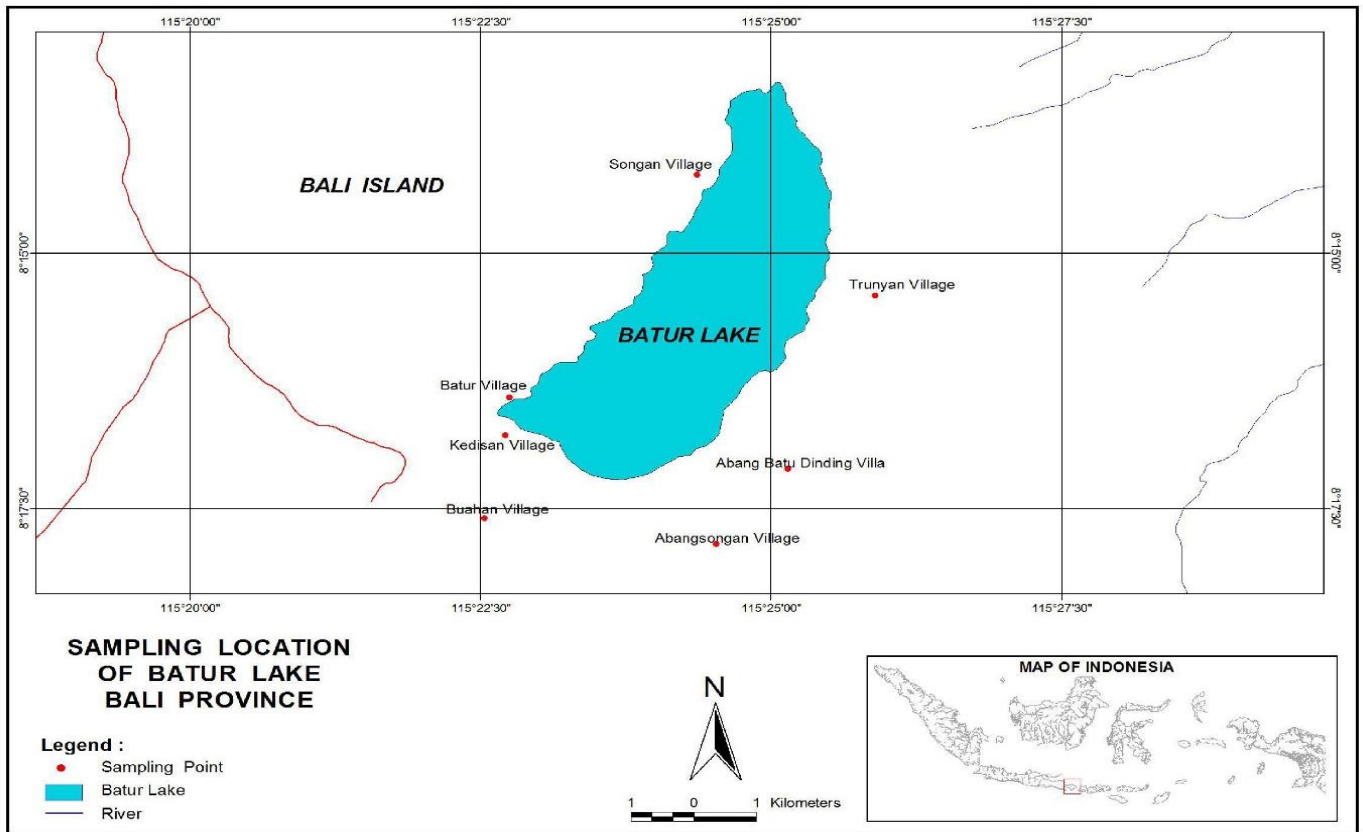 115°20'00"
115°22'30"
115°25'00"
115°27'30"
Songan Village
BALI ISLAND
8°15'00"
8°15'00"
Trunyan Village
BATUR LAKE
Batur Village
Kedisan Village
Abang Batu Dinding Villa
8°17'30"
Buahan Village
8°17'30"
Abangsongan Village
115°20'00"
115°22'30"
115°25'00"
115°27'30"
SAMPLING LOCATION
OF BATUR LAKE
BALI PROVINCE
Legend :
Sampling Point
Batur Lake
River
N
1 0 1 Kilometers
MAP OF INDONESIA